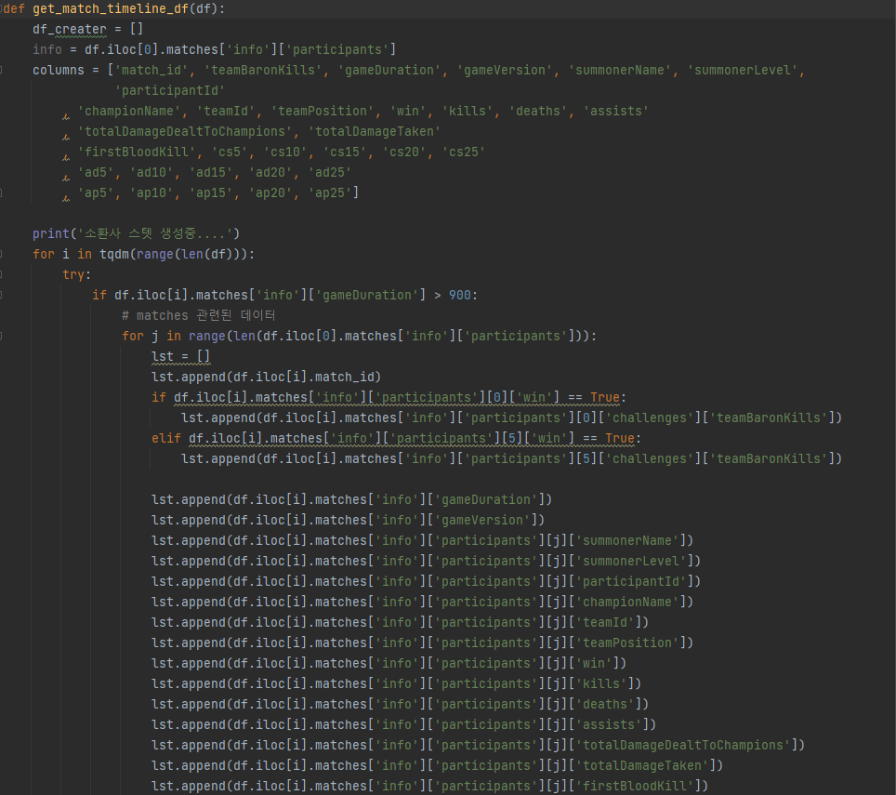 def get_match_timeline_df(df):
    df_creater = []
    info = df.iloc[0].matches['info']['participants']
    columns = ['match_id', 'teamBaronKills', 'gameDuration', 'gameVersion', 'summonerName', 'summonerLevel',
               'participantId'
        , 'championName', 'teamId', 'teamPosition', 'win', 'kills', 'deaths', 'assists'
        , 'totalDamageDealtToChampions', 'totalDamageTaken'
        , 'firstBloodKill', 'cs5', 'cs10', 'cs15', 'cs20', 'cs25'
        , 'ad5', 'ad10', 'ad15', 'ad20', 'ad25'
        , 'ap5', 'ap10', 'ap15', 'ap20', 'ap25']
    print('소환사 스텟 생성중....')
    for i in tqdm(range(len(df))):
        try:
            if df.iloc[i].matches['info']['gameDuration'] > 900:
                # matches 관련된 데이터
                for j in range(len(df.iloc[0].matches['info']['participants'])):
                    lst = []
                    lst.append(df.iloc[i].match_id)
                    if df.iloc[i].matches['info']['participants'][0]['win'] == True:
                        lst.append(df.iloc[i].matches['info']['participants'][0]['challenges']['teamBaronKills'])
                    elif df.iloc[i].matches['info']['participants'][5]['win'] == True:
                        lst.append(df.iloc[i].matches['info']['participants'][5]['challenges']['teamBaronKills'])
                    lst.append(df.iloc[i].matches['info']['gameDuration'])
                    lst.append(df.iloc[i].matches['info']['gameVersion'])
                    lst.append(df.iloc[i].matches['info']['participants'][j]['summonerName'])
                    lst.append(df.iloc[i].matches['info']['participants'][j]['summonerLevel'])
                    lst.append(df.iloc[i].matches['info']['participants'][j]['participantId'])
                    lst.append(df.iloc[i].matches['info']['participants'][j]['championName'])
                    lst.append(df.iloc[i].matches['info']['participants'][j]['teamId'])
                    lst.append(df.iloc[i].matches['info']['participants'][j]['teamPosition'])
                    lst.append(df.iloc[i].matches['info']['participants'][j]['win'])
                    lst.append(df.iloc[i].matches['info']['participants'][j]['kills'])
                    lst.append(df.iloc[i].matches['info']['participants'][j]['deaths'])
                    lst.append(df.iloc[i].matches['info']['participants'][j]['assists'])
                    lst.append(df.iloc[i].matches['info']['participants'][j]['totalDamageDealtToChampions'])
                    lst.append(df.iloc[i].matches['info']['participants'][j]['totalDamageTaken'])
                    lst.append(df.iloc[i].matches['info']['participants'][j]['firstBloodKill'])